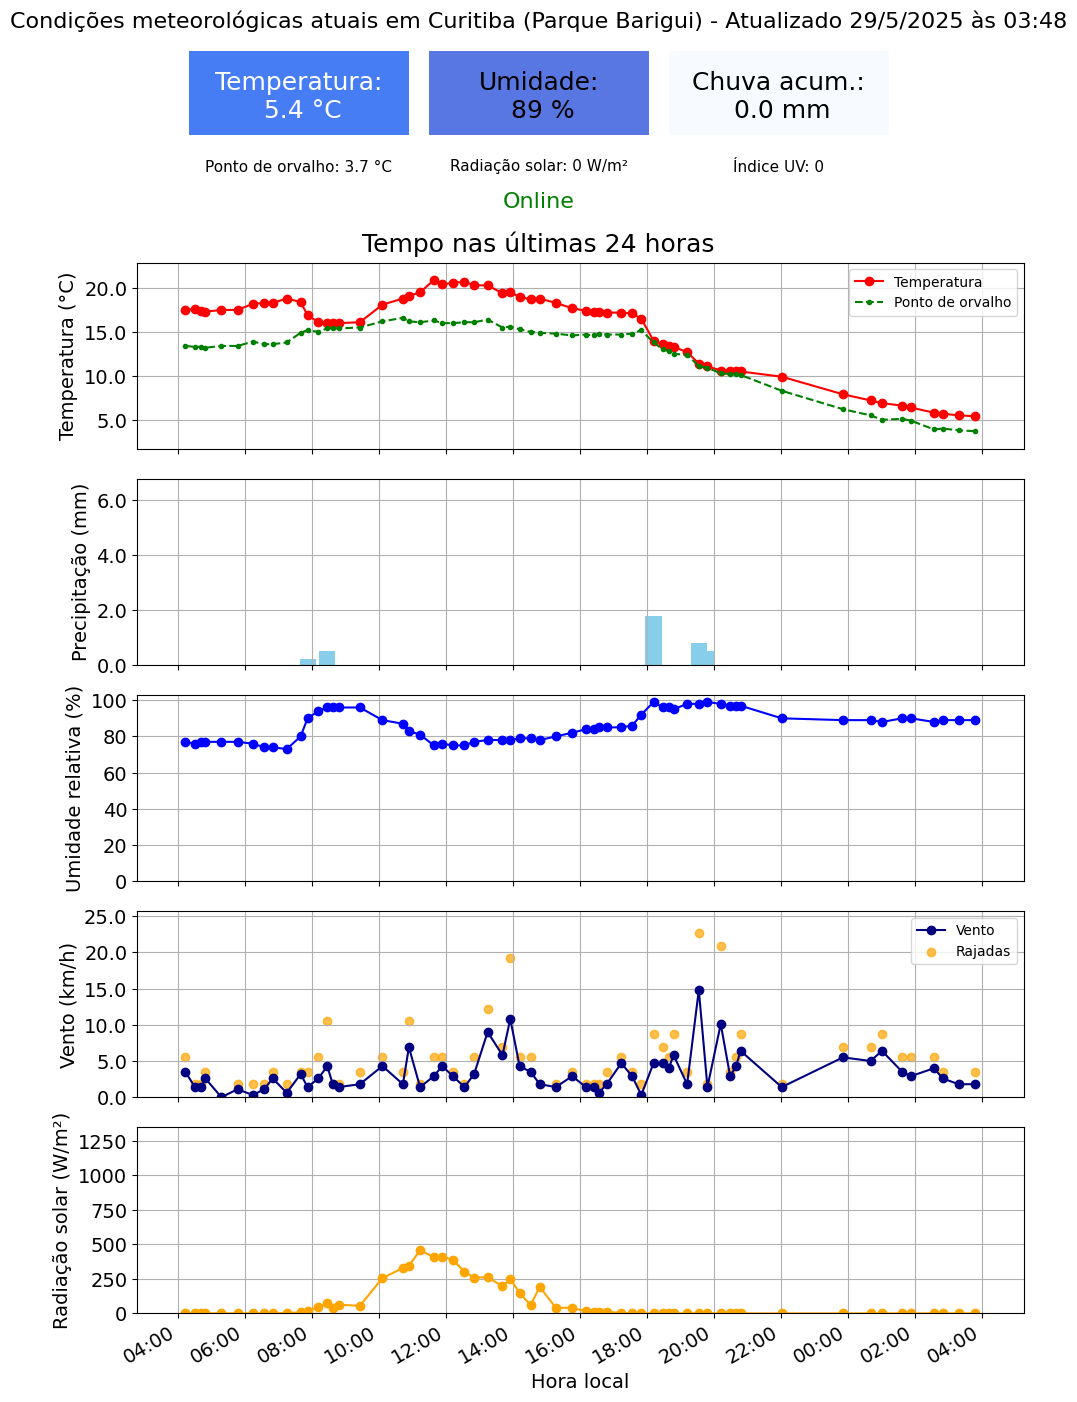 Condições meteorológicas atuais em Curitiba (Parque Barigui) - Atualizado 29/5/2025 às 03:48
Temperatura:
5.4 °C
Umidade:
89 %
Chuva acum.:
0.0 mm
Ponto de orvalho: 3.7 °C
Radiação solar: 0 W/m²
Índice UV: 0
Online
Tempo nas últimas 24 horas
Temperatura (°C)
20.0
15.0
10.0
5.0
Temperatura
Ponto de orvalho
Precipitação (mm)
6.0
4.0
2.0
0.0
Umidade relativa (%)
100
80
60
40
20
0
Vento (km/h)
25.0
20.0
15.0
10.0
5.0
0.0
Vento
Rajadas
Radiação solar (W/m²)
1250
1000
750
500
250
0
04:00
06:00
08:00
10:00
12:00
14:00
16:00
18:00
20:00
22:00
00:00
02:00
04:00
Hora local